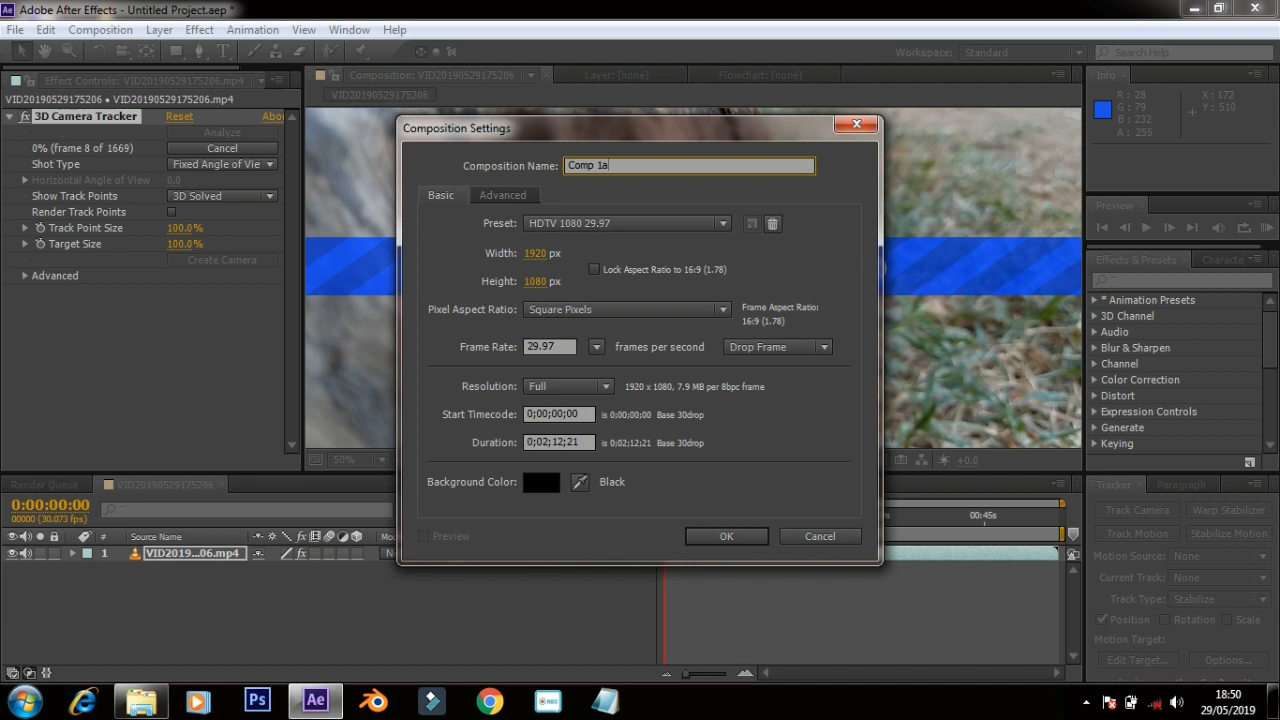 Adobe After Effects - Untitled Project.aep *
File Edit Composition Layer Effect Animation View Window Help
Workspace: Standard Search Help
Effect Controls: VID20190529175206.mp4
VID20190529175206 • VID20190529175206.mp4
fx 3D Camera Tracker Reset Abou
Analyze
0% (frame 8 of 1669) Cancel
Shot Type Fixed Angle of Vie
Horizontal Angle of View 0.0
Show Track Points 3D Solved
Render Track Points
Track Point Size 100.0%
Target Size 100.0%
Create Camera
Advanced
Composition: VID20190529175206 Layer: (none) Flowchart: (none)
VID20190529175206
50% +0.0
Composition Settings
Composition Name: Comp 1a
Basic Advanced
Preset: HDTV 1080 29.97
Width: 1920 px
Lock Aspect Ratio to 16:9 (1.78)
Height: 1080 px
Pixel Aspect Ratio: Square Pixels Frame Aspect Ratio:
16:9 (1.78)
Frame Rate: 29.97 frames per second Drop Frame
Resolution: Full 1920 x 1080, 7.9 MB per 8bpc frame
Start Timecode: 0;00;00;00 is 0;00;00;00 Base 30drop
Duration: 0;02;12;21 is 0;02;12;21 Base 30drop
Background Color: Black
Preview OK Cancel
Info
R: 28 X: 172
G: 79 Y: 510
B: 232
A: 255
Preview
Effects & Presets Characte
* Animation Presets
3D Channel
Audio
Blur & Sharpen
Channel
Color Correction
Distort
Expression Controls
Generate
Keying
Render Queue VID20190529175206
0:00:00:00
00000 (30.073 fps)
# Source Name fx Mo
1 VID2019...06.mp4 fx N
00:45s
Tracker Paragraph
Track Camera Warp Stabilizer
Track Motion Stabilize Motion
Motion Source: None
Current Track: None
Track Type: Stabilize
Position Rotation Scale
Motion Target:
Edit Target... Options...
Ps Ae
18:50
29/05/2019